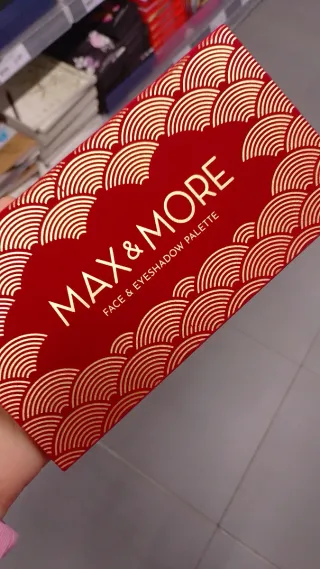 MAX & MORE
FACE & EYESHADOW PALETTE